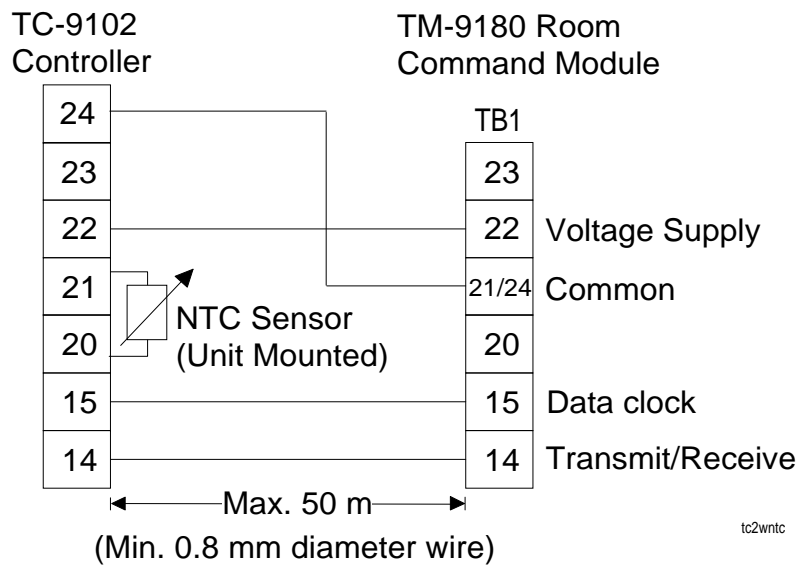 TC-9102
Controller
TM-9180 Room
Command Module
TB1
24
23
22
21
20
15
14
NTC Sensor
(Unit Mounted)
23
22 Voltage Supply
21/24 Common
20
15 Data clock
14 Transmit/Receive
Max. 50 m
(Min. 0.8 mm diameter wire)
tc2wntc